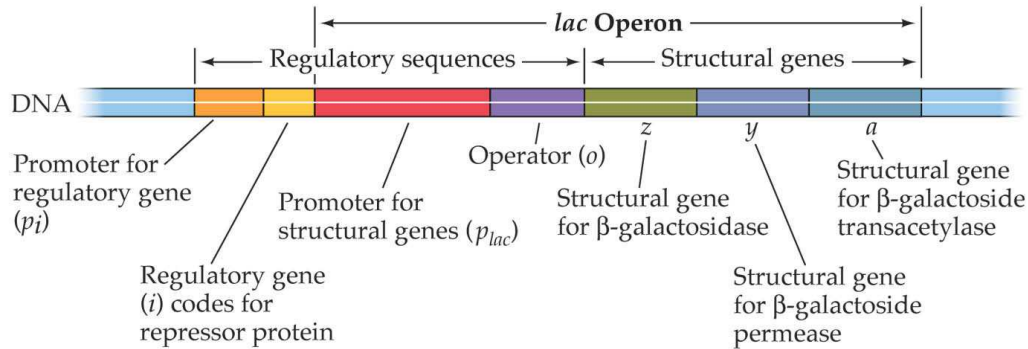 lac Operon
Regulatory sequences
Structural genes
DNA
z
y
a
Operator (o)
Promoter for
regulatory gene
(pi)
Regulatory gene
(i) codes for
repressor protein
Promoter for
structural genes (plac)
Structural gene
for β-galactosidase
Structural gene
for β-galactoside
permease
Structural gene
for β-galactoside
transacetylase